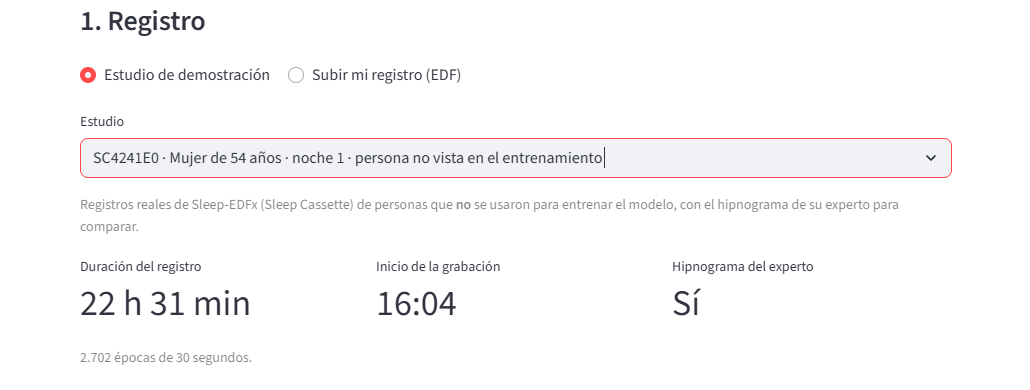 1. Registro
Estudio de demostración
Subir mi registro (EDF)
Estudio
SC4241E0 · Mujer de 54 años · noche 1 · persona no vista en el entrenamiento
Registros reales de Sleep-EDFx (Sleep Cassette) de personas que no se usaron para entrenar el modelo, con el hipnograma de su experto para
comparar.
Duración del registro
22 h 31 min
Inicio de la grabación
16:04
Hipnograma del experto
Sí
2.702 épocas de 30 segundos.